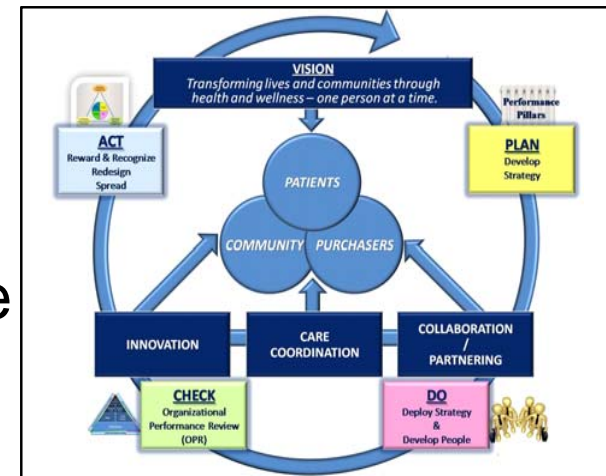 VISION
Transforming lives and communities through
health and wellness – one person at a time.
Performance
Pillars
ACT
Reward & Recognize
Redesign
Spread
PLAN
Develop
Strategy
PATIENTS
COMMUNITY
PURCHASERS
e
INNOVATION
CARE
COORDINATION
COLLABORATION
/
PARTNERING
CHECK
Organizational
Performance Review
(OPR)
DO
Deploy Strategy
&
Develop People